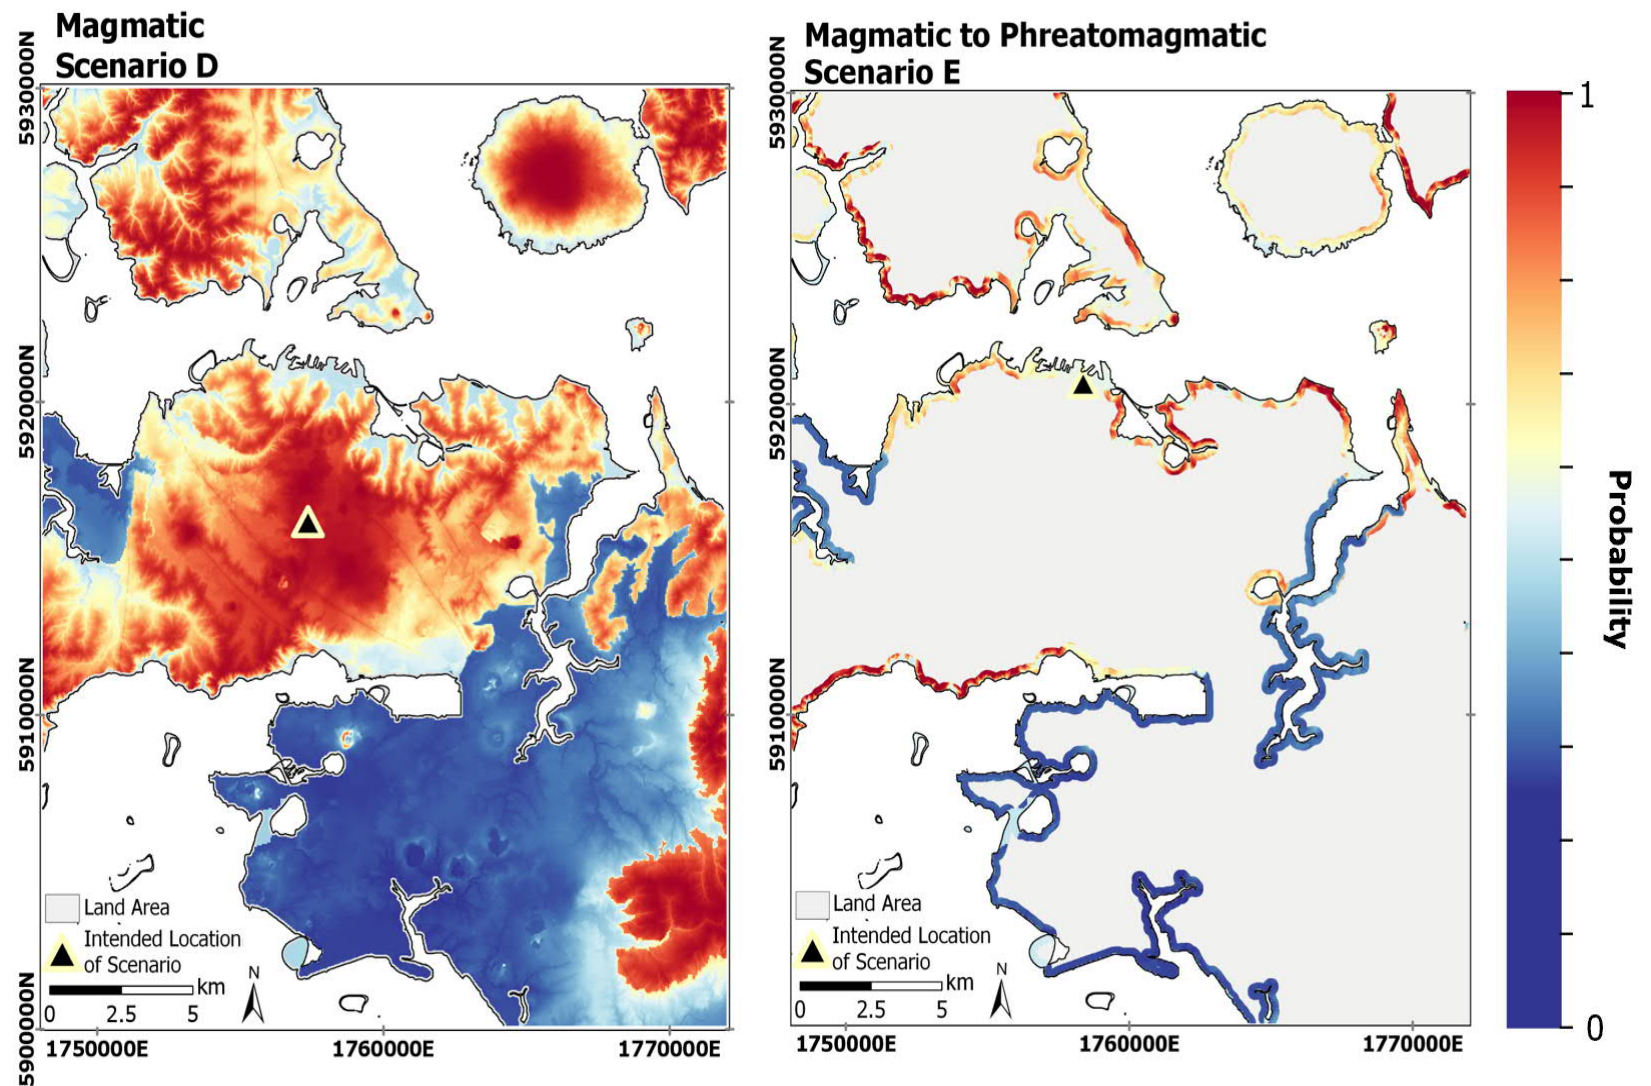 Magmatic
Scenario D
5930000N
5920000N
5910000N
5900000N
Land Area
Intended Location
of Scenario
km
0 2.5 5
N
1750000E 1760000E 1770000E
Magmatic to Phreatomagmatic
Scenario E
5930000N
5920000N
5910000N
Land Area
Intended Location
of Scenario
km
0 2.5 5
N
1750000E 1760000E 1770000E
1
Probability
0